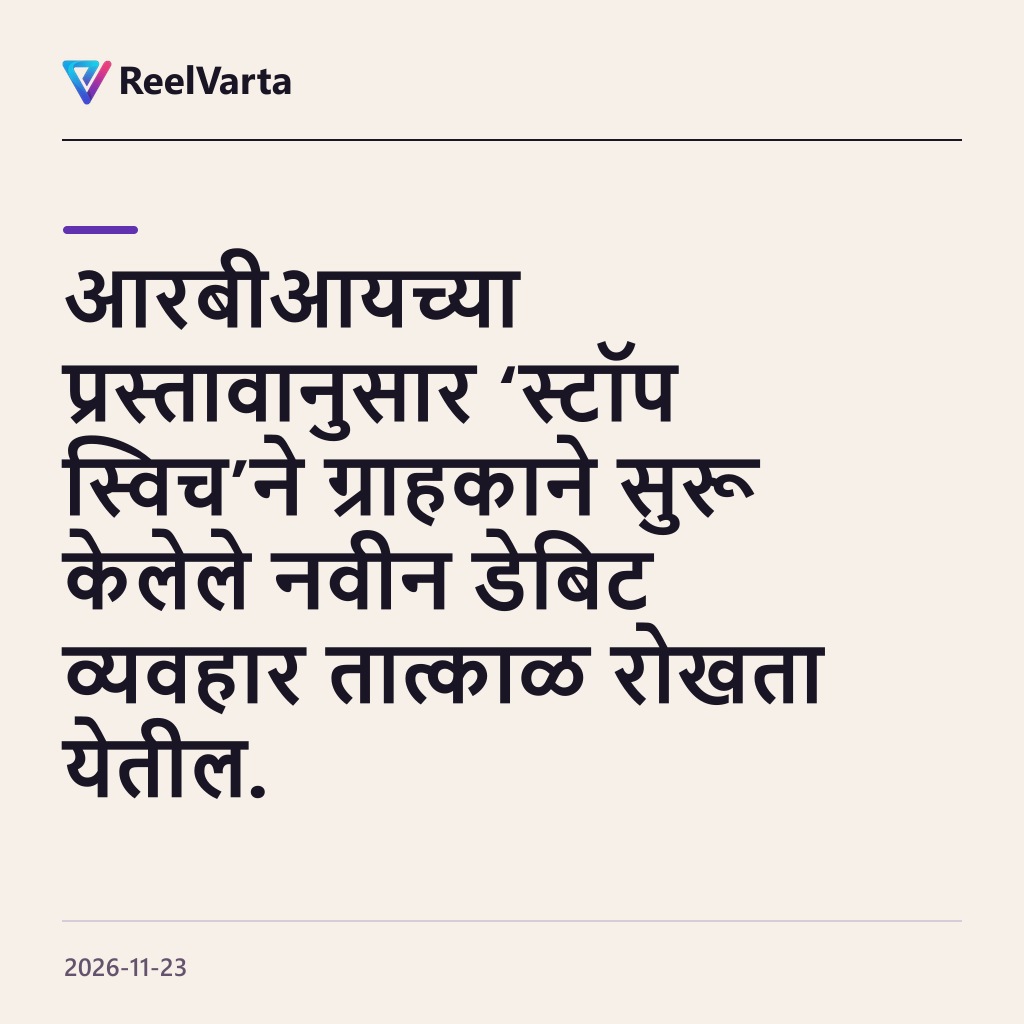 ReelVarta
आरबीआयच्या
प्रस्तावानुसार ‘स्टॉप
स्विच’ने ग्राहकाने सुरू
केलेले नवीन डेबिट
व्यवहार तात्काळ रोखता
येतील.
2026-11-23